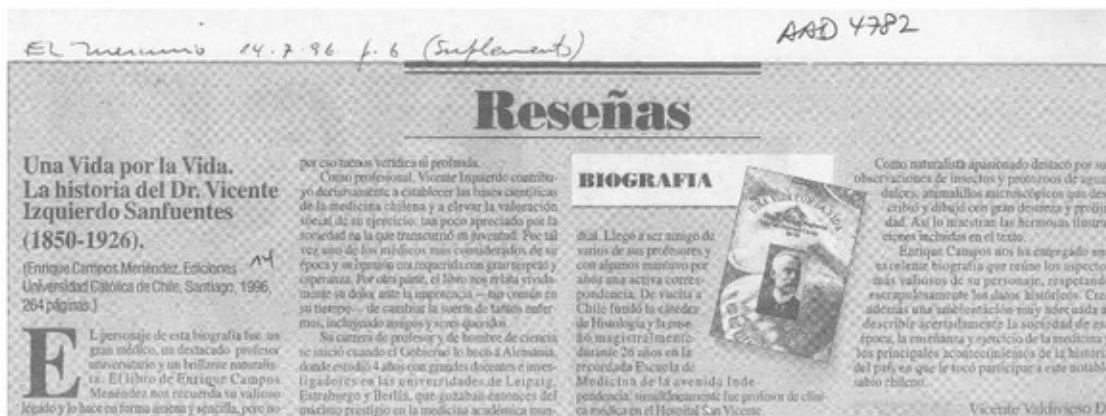 El Mercurio 14.7.96 p. 6 (Suplemento)
AAD 4782
Reseñas
Una Vida por la Vida.
La historia del Dr. Vicente
Izquierdo Sanfuentes
(1850-1926).
14
(Enrique Campos Menéndez, Ediciones
Universidad Católica de Chile, Santiago, 1996,
264 páginas.)
El personaje de esta biografía fue un
gran médico, un destacado profesor
universitario y un brillante naturalis-
ta. El libro de Enrique Campos
Menéndez nos recuerda su valioso
legado y lo hace en forma amena y sencilla, pero no
por eso menos verídica ni profunda.
Como profesional, Vicente Izquierdo contribu-
yó decisivamente a establecer las bases científicas
de la medicina chilena y a elevar la valoración
social de su ejercicio, tan poco apreciado por la
sociedad en la que transcurrió su juventud. Fue tal
vez uno de los médicos más considerados de su
época y su opinión era requerida con gran respeto y
esperanza. Por otra parte, el libro nos relata vívida-
mente su dolor ante la impotencia —tan común en
su tiempo— de cambiar la suerte de tantos enfer-
mos, incluyendo amigos y seres queridos.
Su carrera de profesor y de hombre de ciencia
se inició cuando el Gobierno lo becó a Alemania,
donde estudió 4 años con grandes docentes e inves-
tigadores en las universidades de Leipzig,
Estrasburgo y Berlín, que gozaban entonces del
máximo prestigio en la medicina académica mun-
BIOGRAFIA
dial. Llegó a ser amigo de
varios de sus profesores y
con algunos mantuvo por
años una activa corres-
pondencia. De vuelta a
Chile fundó la cátedra
de Histología y la ense-
ñó magistralmente
durante 26 años en la
recordada Escuela de
Medicina de la avenida Inde-
pendencia; simultáneamente fue profesor de clíni-
ca médica en el Hospital San Vicente.
UNA VIDA POR LA VIDA
Como naturalista apasionado destacó por su
observaciones de insectos y protozoos de agua
dulce, animalillos microscópicos que des
cribió y dibujó con gran destreza y prolij
dad. Así lo muestran las hermosas ilustra
ciones incluidas en el texto.
Enrique Campos nos ha entregado un
excelente biografía que reúne los aspecto
más valiosos de su personaje, respetando
escrupulosamente los datos históricos. Cre
además una ambientación muy adecuada a
describir acertadamente la sociedad de es
época, la enseñanza y ejercicio de la medicina y
los principales acontecimientos de la histori
del país en que le tocó participar a este notabl
sabio chileno.
Vicente Valdivieso D